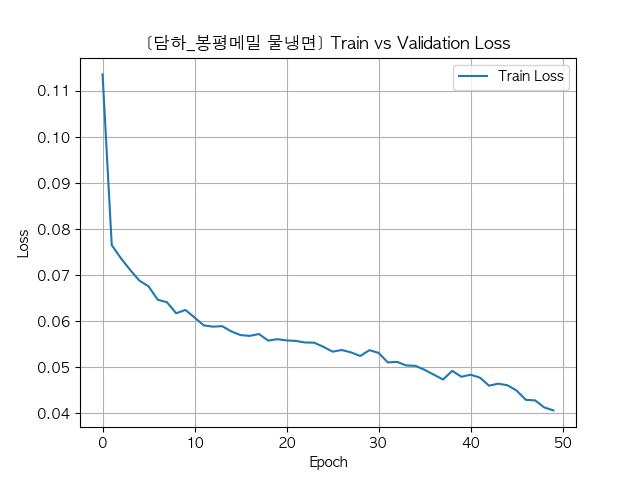 [담하_봉평메밀 물냉면] Train vs Validation Loss
Train Loss
Loss
0.11
0.10
0.09
0.08
0.07
0.06
0.05
0.04
0 10 20 30 40 50
Epoch